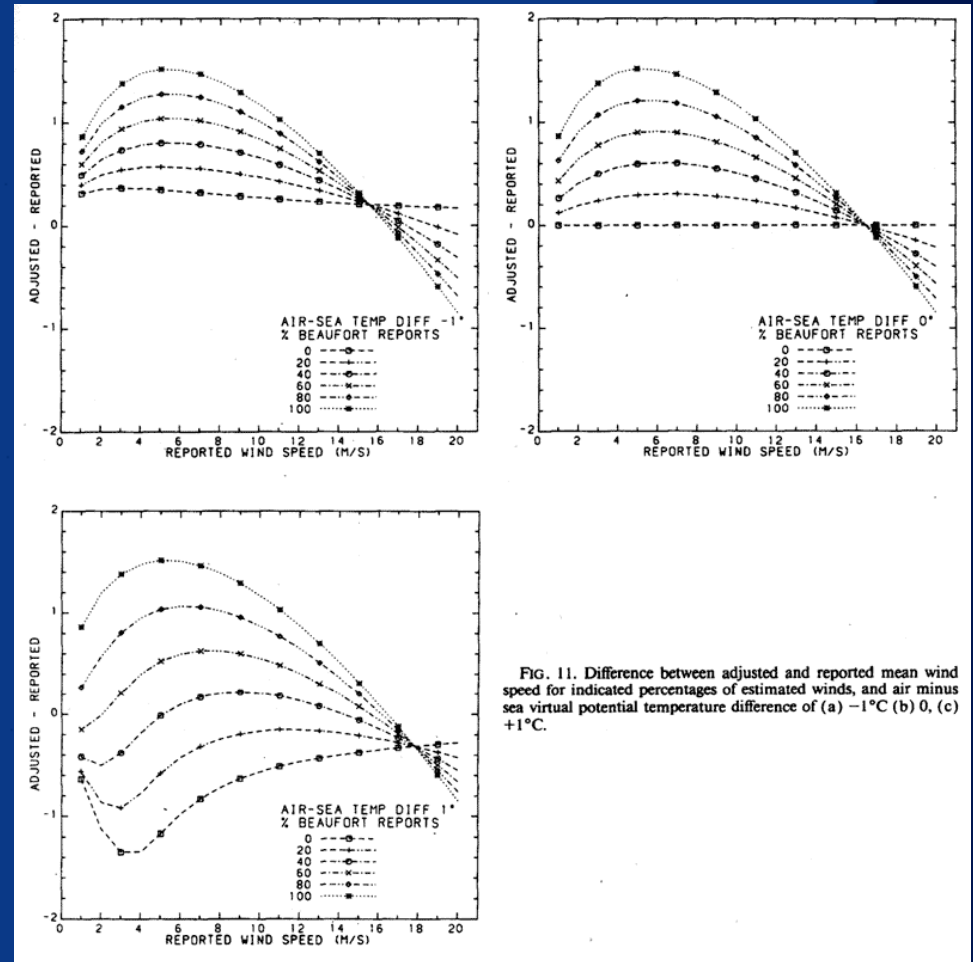 2
1
0
-1
-2
ADJUSTED - REPORTED
AIR-SEA TEMP DIFF -1°
% BEAUFORT REPORTS
0
20
40
60
80
100
0 2 4 6 8 10 12 14 16 18 20
REPORTED WIND SPEED (M/S)
2
1
0
-1
-2
ADJUSTED - REPORTED
AIR-SEA TEMP DIFF 0°
% BEAUFORT REPORTS
0
20
40
60
80
100
0 2 4 6 8 10 12 14 16 18 20
REPORTED WIND SPEED (M/S)
2
1
0
-1
-2
ADJUSTED - REPORTED
AIR-SEA TEMP DIFF 1°
% BEAUFORT REPORTS
0
20
40
60
80
100
0 2 4 6 8 10 12 14 16 18 20
REPORTED WIND SPEED (M/S)
FIG. 11. Difference between adjusted and reported mean wind
speed for indicated percentages of estimated winds, and air minus
sea virtual potential temperature difference of (a) −1°C (b) 0, (c)
+1°C.